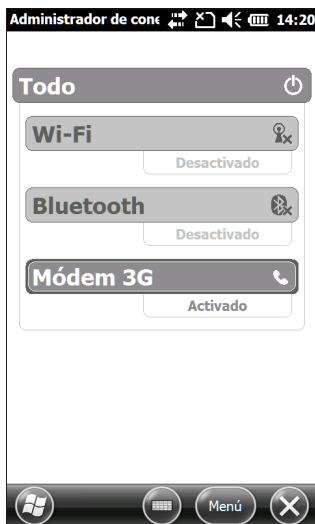 Administrador de cone 14:20
Todo
Wi-Fi
Desactivado
Bluetooth
Desactivado
Módem 3G
Activado
Menú